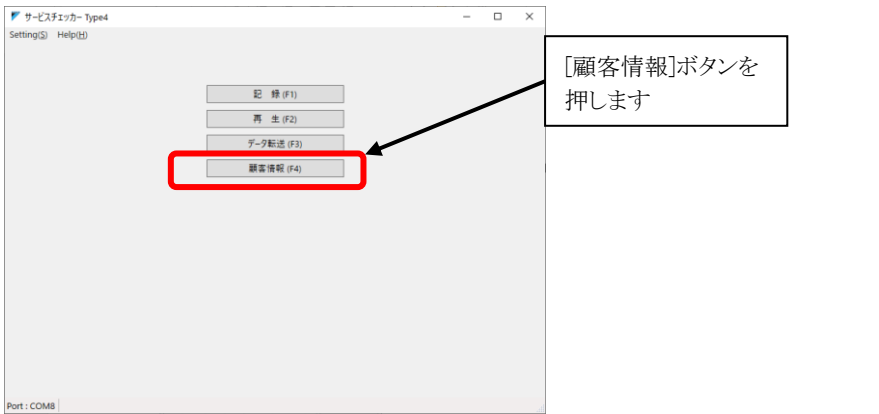 サービスチェッカー Type4
Setting(S) Help(H)
[顧客情報]ボタンを
押します
記 録 (F1)
再 生 (F2)
データ転送 (F3)
顧客情報 (F4)
Port : COM8